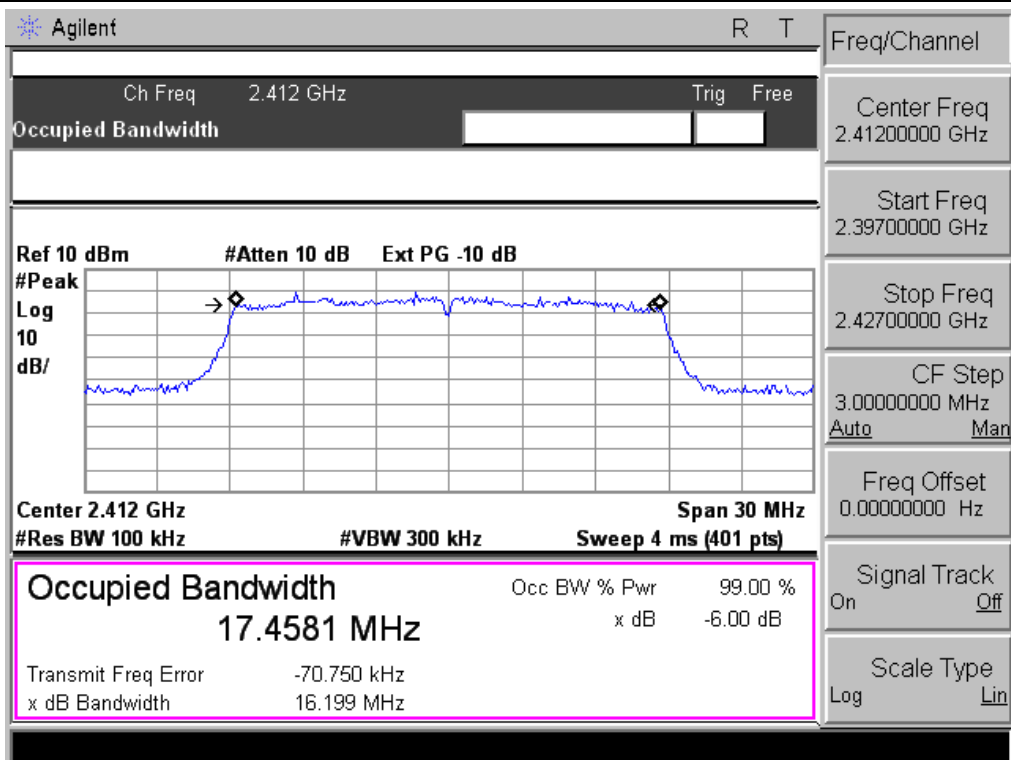 Agilent R T
Ch Freq 2.412 GHz Trig Free
Occupied Bandwidth
Ref 10 dBm #Atten 10 dB Ext PG -10 dB
#Peak
Log
10
dB/
Center 2.412 GHz Span 30 MHz
#Res BW 100 kHz #VBW 300 kHz Sweep 4 ms (401 pts)
Occupied Bandwidth
17.4581 MHz
Occ BW % Pwr 99.00 %
x dB -6.00 dB
Transmit Freq Error -70.750 kHz
x dB Bandwidth 16.199 MHz
Freq/Channel
Center Freq
2.41200000 GHz
Start Freq
2.39700000 GHz
Stop Freq
2.42700000 GHz
CF Step
3.00000000 MHz
Auto Man
Freq Offset
0.00000000 Hz
Signal Track
On Off
Scale Type
Log Lin